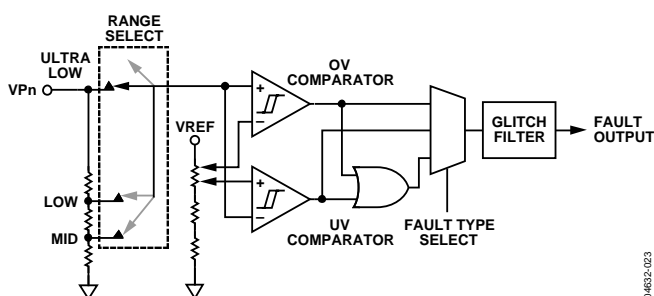 RANGE
SELECT
ULTRA
LOW
VPn
OV
COMPARATOR
+
−
VREF
GLITCH
FILTER
FAULT
OUTPUT
LOW
MID
+
−
UV
COMPARATOR
FAULT TYPE
SELECT
04632-023